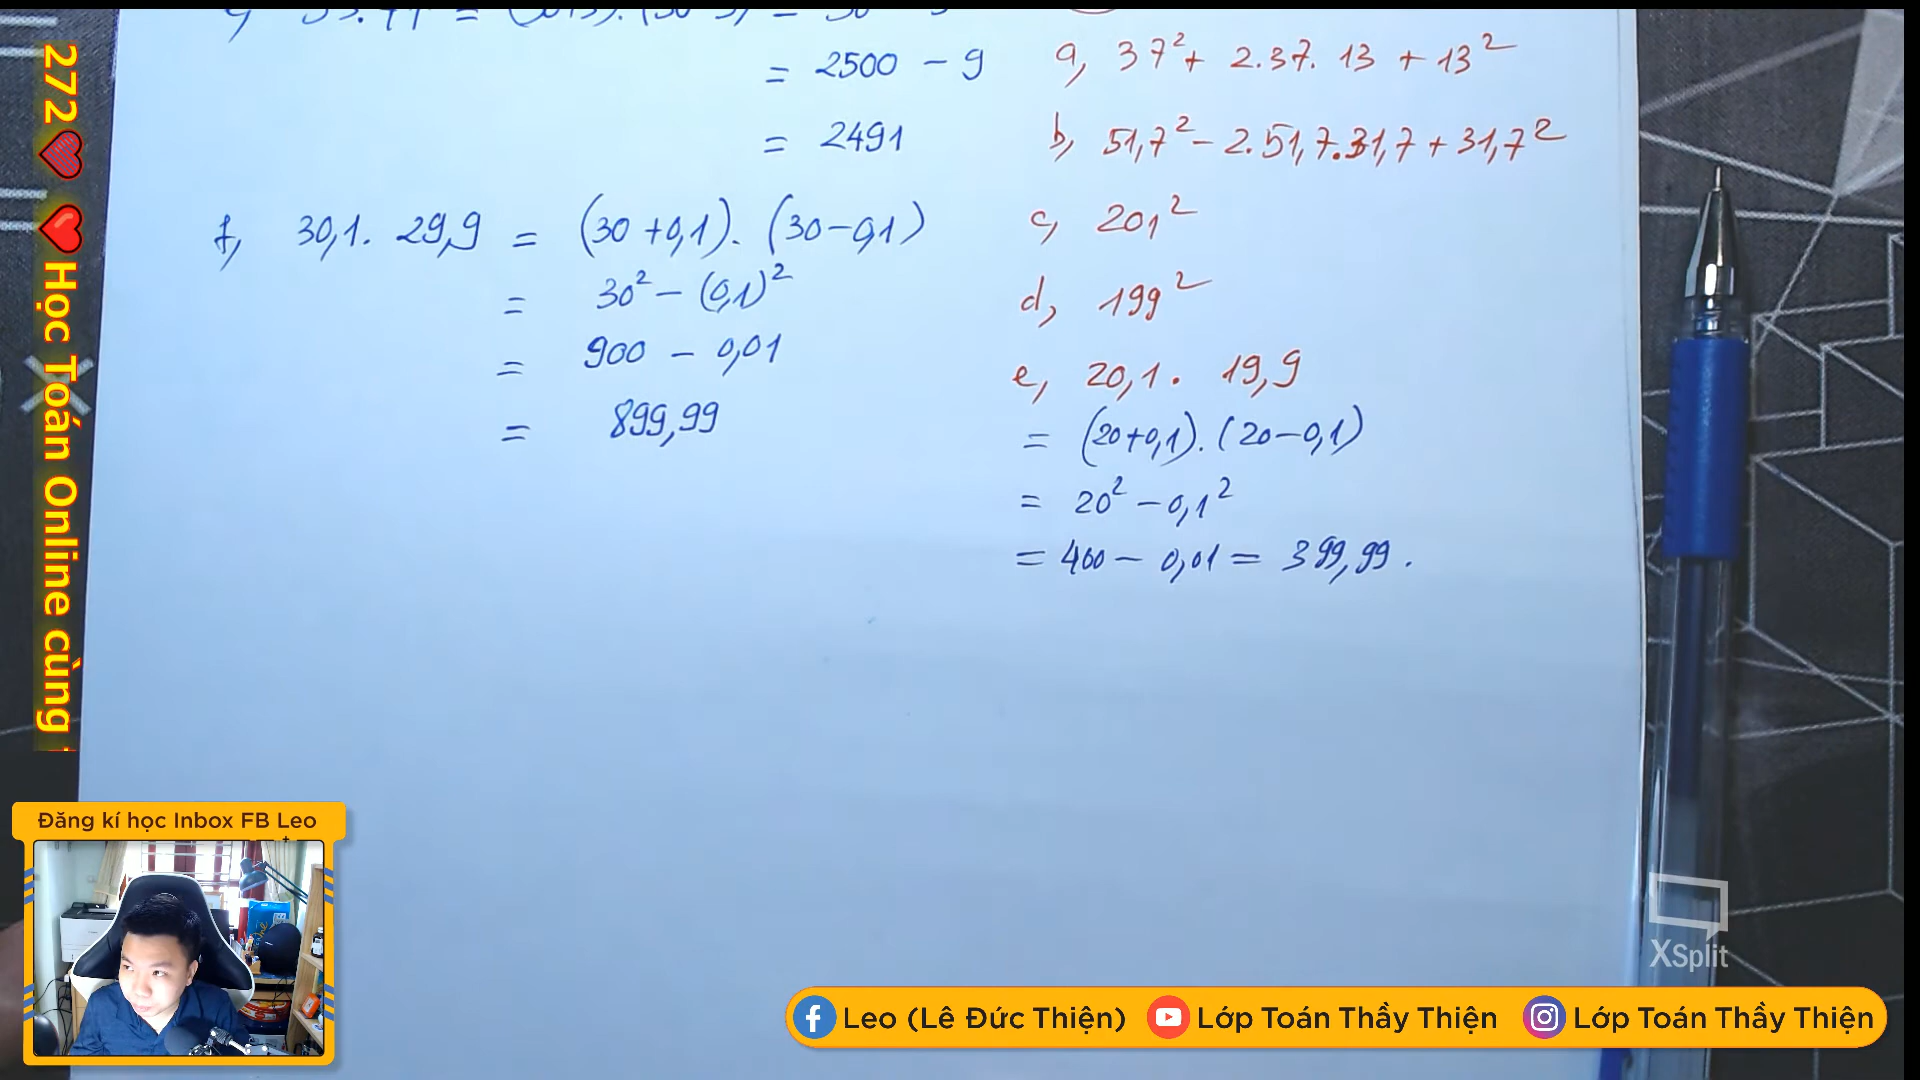 = 2500 - 9
= 2491
f, 30,1. 29,9 = (30 + 0,1). (30 - 0,1)
= 30² - (0,1)²
= 900 - 0,01
= 899,99
a, 37² + 2.37. 13 + 13²
b, 51,7² - 2.51,7.31,7 + 31,7²
c, 201²
d, 199²
e, 20,1. 19,9
= (20+0,1). (20-0,1)
= 20² - 0,1²
= 400 - 0,01 = 399,99.
272 ❤ ❤Học Toán Online cùng
Đăng kí học Inbox FB Leo
XSplit
Leo (Lê Đức Thiện) Lớp Toán Thầy Thiện Lớp Toán Thầy Thiện